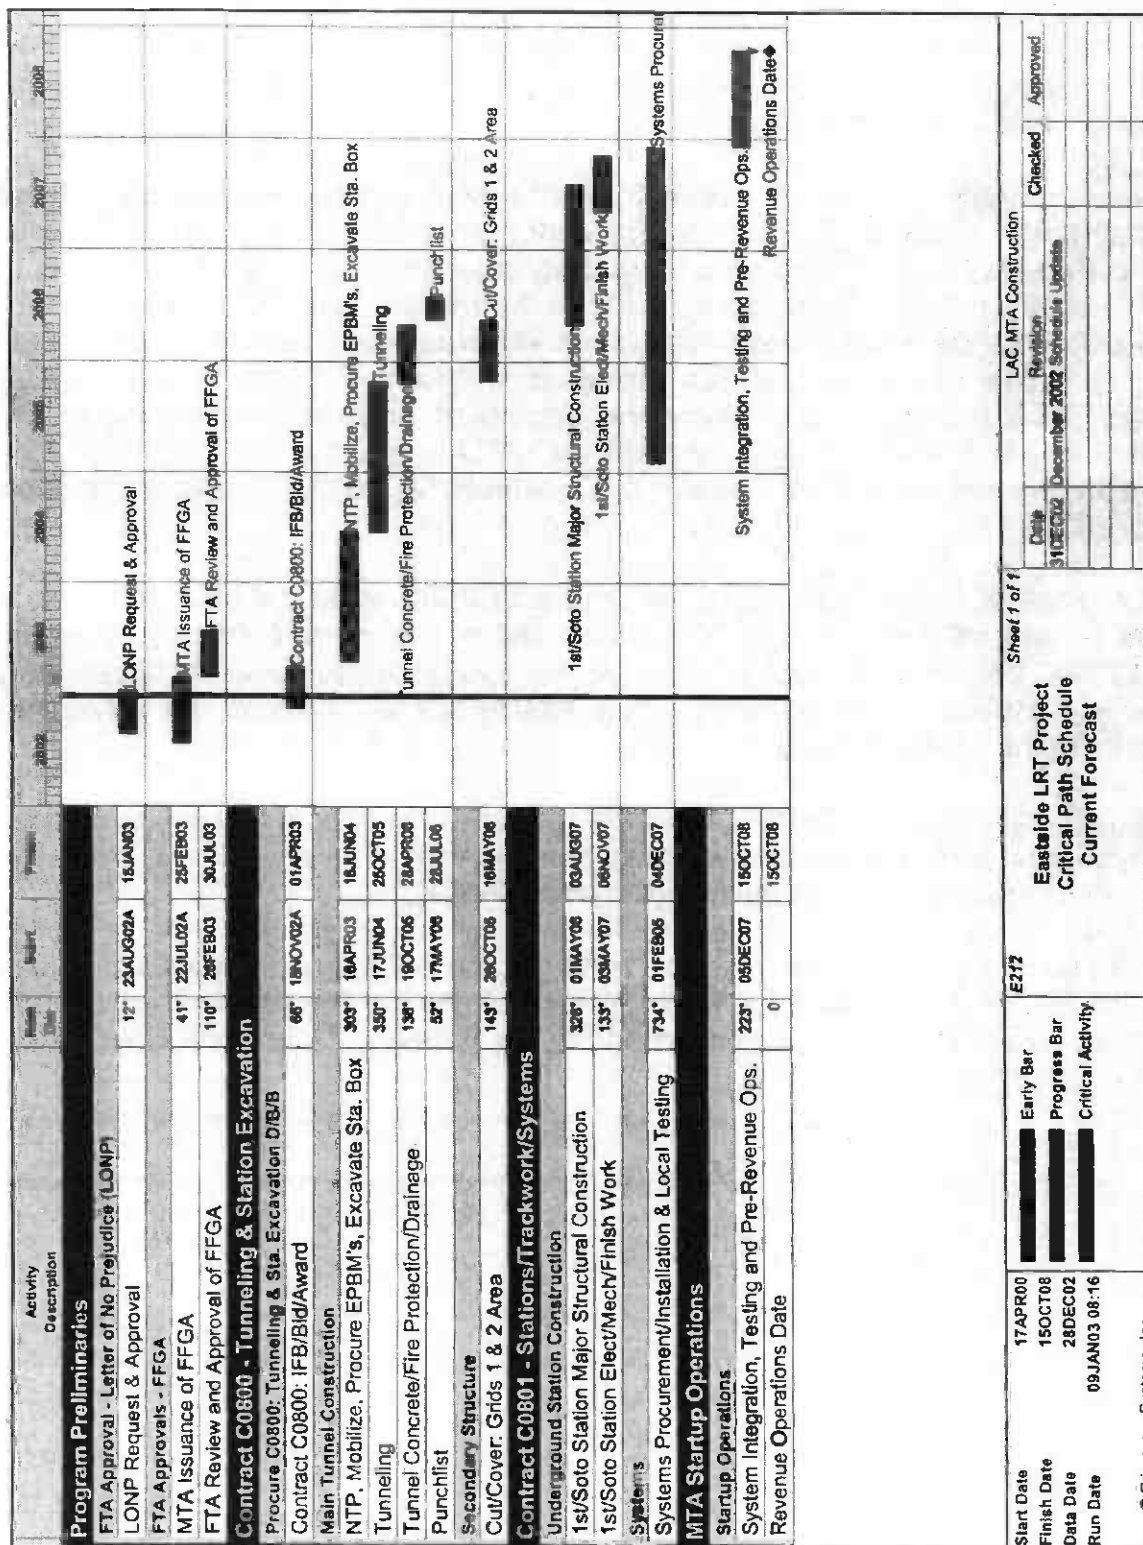 Activity
Description
Rem
Dur
Start
Finish
2002
2003
2004
2005
2006
2007
2008
Program Preliminaries
FTA Approval - Letter of No Prejudice (LONP)
LONP Request & Approval 12* 23AUG02A 15JAN03 LONP Request & Approval
FTA Approvals - FFGA
MTA Issuance of FFGA 41* 22JUL02A 25FEB03 MTA Issuance of FFGA
FTA Review and Approval of FFGA 110* 26FEB03 30JUL03 FTA Review and Approval of FFGA
Contract C0800 - Tunneling & Station Excavation
Procure C0800: Tunneling & Sta. Excavation D/B/B
Contract C0800: IFB/Bid/Award 66* 18NOV02A 01APR03 Contract C0800: IFB/Bid/Award
Main Tunnel Construction
NTP, Mobilize, Procure EPBM's, Excavate Sta. Box 303* 16APR03 16JUN04 NTP, Mobilize, Procure EPBM's, Excavate Sta. Box
Tunneling 350* 17JUN04 25OCT05 Tunneling
Tunnel Concrete/Fire Protection/Drainage 138* 19OCT05 28APR06 Tunnel Concrete/Fire Protection/Drainage
Punchlist 52* 17MAY06 28JUL06 Punchlist
Secondary Structure
Cut/Cover: Grids 1 & 2 Area 143* 26OCT05 16MAY06 Cut/Cover: Grids 1 & 2 Area
Contract C0801 - Stations/Trackwork/Systems
Underground Station Construction
1st/Soto Station Major Structural Construction 326* 01MAY06 03AUG07 1st/Soto Station Major Structural Construction
1st/Soto Station Elect/Mech/Finish Work 133* 03MAY07 06NOV07 1st/Soto Station Elect/Mech/Finish Work
Systems
Systems Procurement/Installation & Local Testing 734* 01FEB05 04DEC07 Systems Procurem
MTA Startup Operations
Startup Operations
System Integration, Testing and Pre-Revenue Ops. 223* 05DEC07 15OCT08 System Integration, Testing and Pre-Revenue Ops.
Revenue Operations Date 0 15OCT08 Revenue Operations Date
Start Date 17APR00
Finish Date 15OCT08
Data Date 28DEC02
Run Date 09JAN03 08:16
Early Bar
Progress Bar
Critical Activity
E212
Sheet 1 of 1
Eastside LRT Project
Critical Path Schedule
Current Forecast
LAC MTA Construction
Date Revision Checked Approved
31DEC02 December 2002 Schedule Update